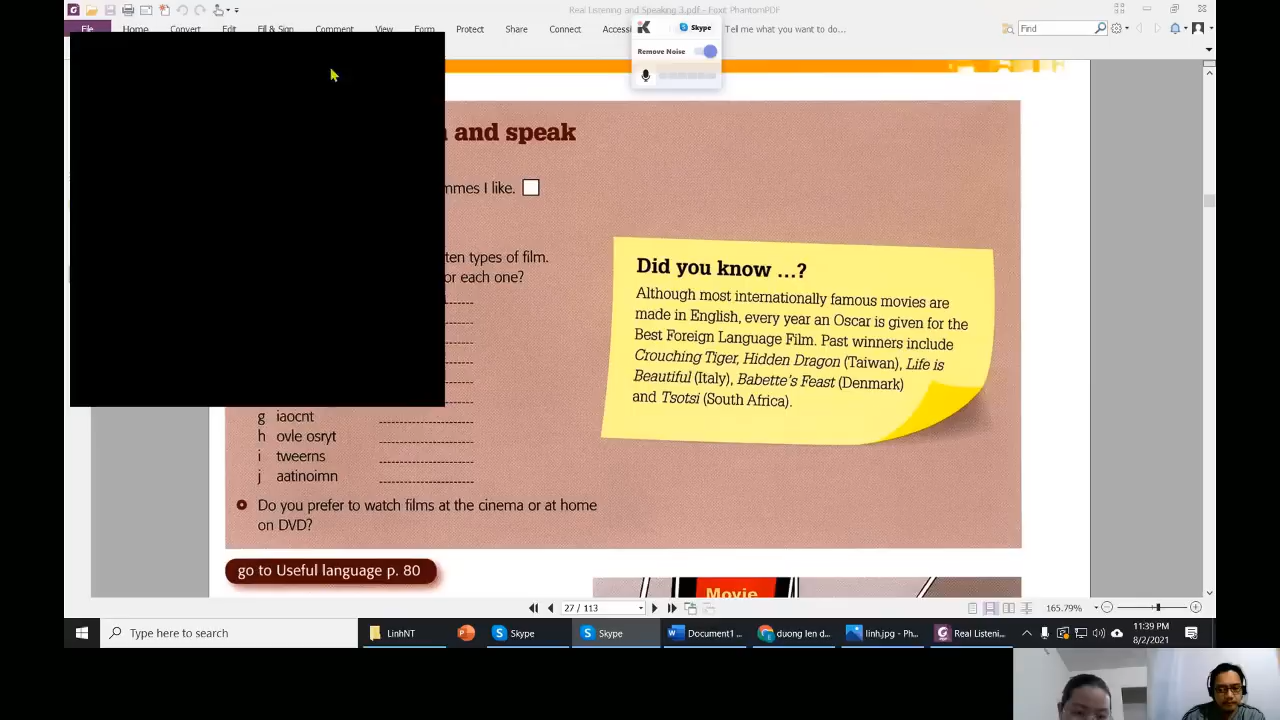 Real Listening and Speaking 3.pdf - Foxit PhantomPDF
File Home Convert Edit Fill & Sign Comment View Form Protect Share Connect Tell me what you want to do... Find
Skype
Remove Noise
and speak
mmes I like.
ten types of film.
or each one?
g iaocnt
h ovle osryt
i tweerns
j aatinoimn
Do you prefer to watch films at the cinema or at home
on DVD?
go to Useful language p. 80
Did you know ...?
Although most internationally famous movies are
made in English, every year an Oscar is given for the
Best Foreign Language Film. Past winners include
Crouching Tiger, Hidden Dragon (Taiwan), Life is
Beautiful (Italy), Babette's Feast (Denmark)
and Tsotsi (South Africa).
Movie
27 / 113 165.79%
Type here to search LinhNT Skype Skype Document1 ... duong len d... linh.jpg - Ph... Real Listeni... 11:39 PM
8/2/2021